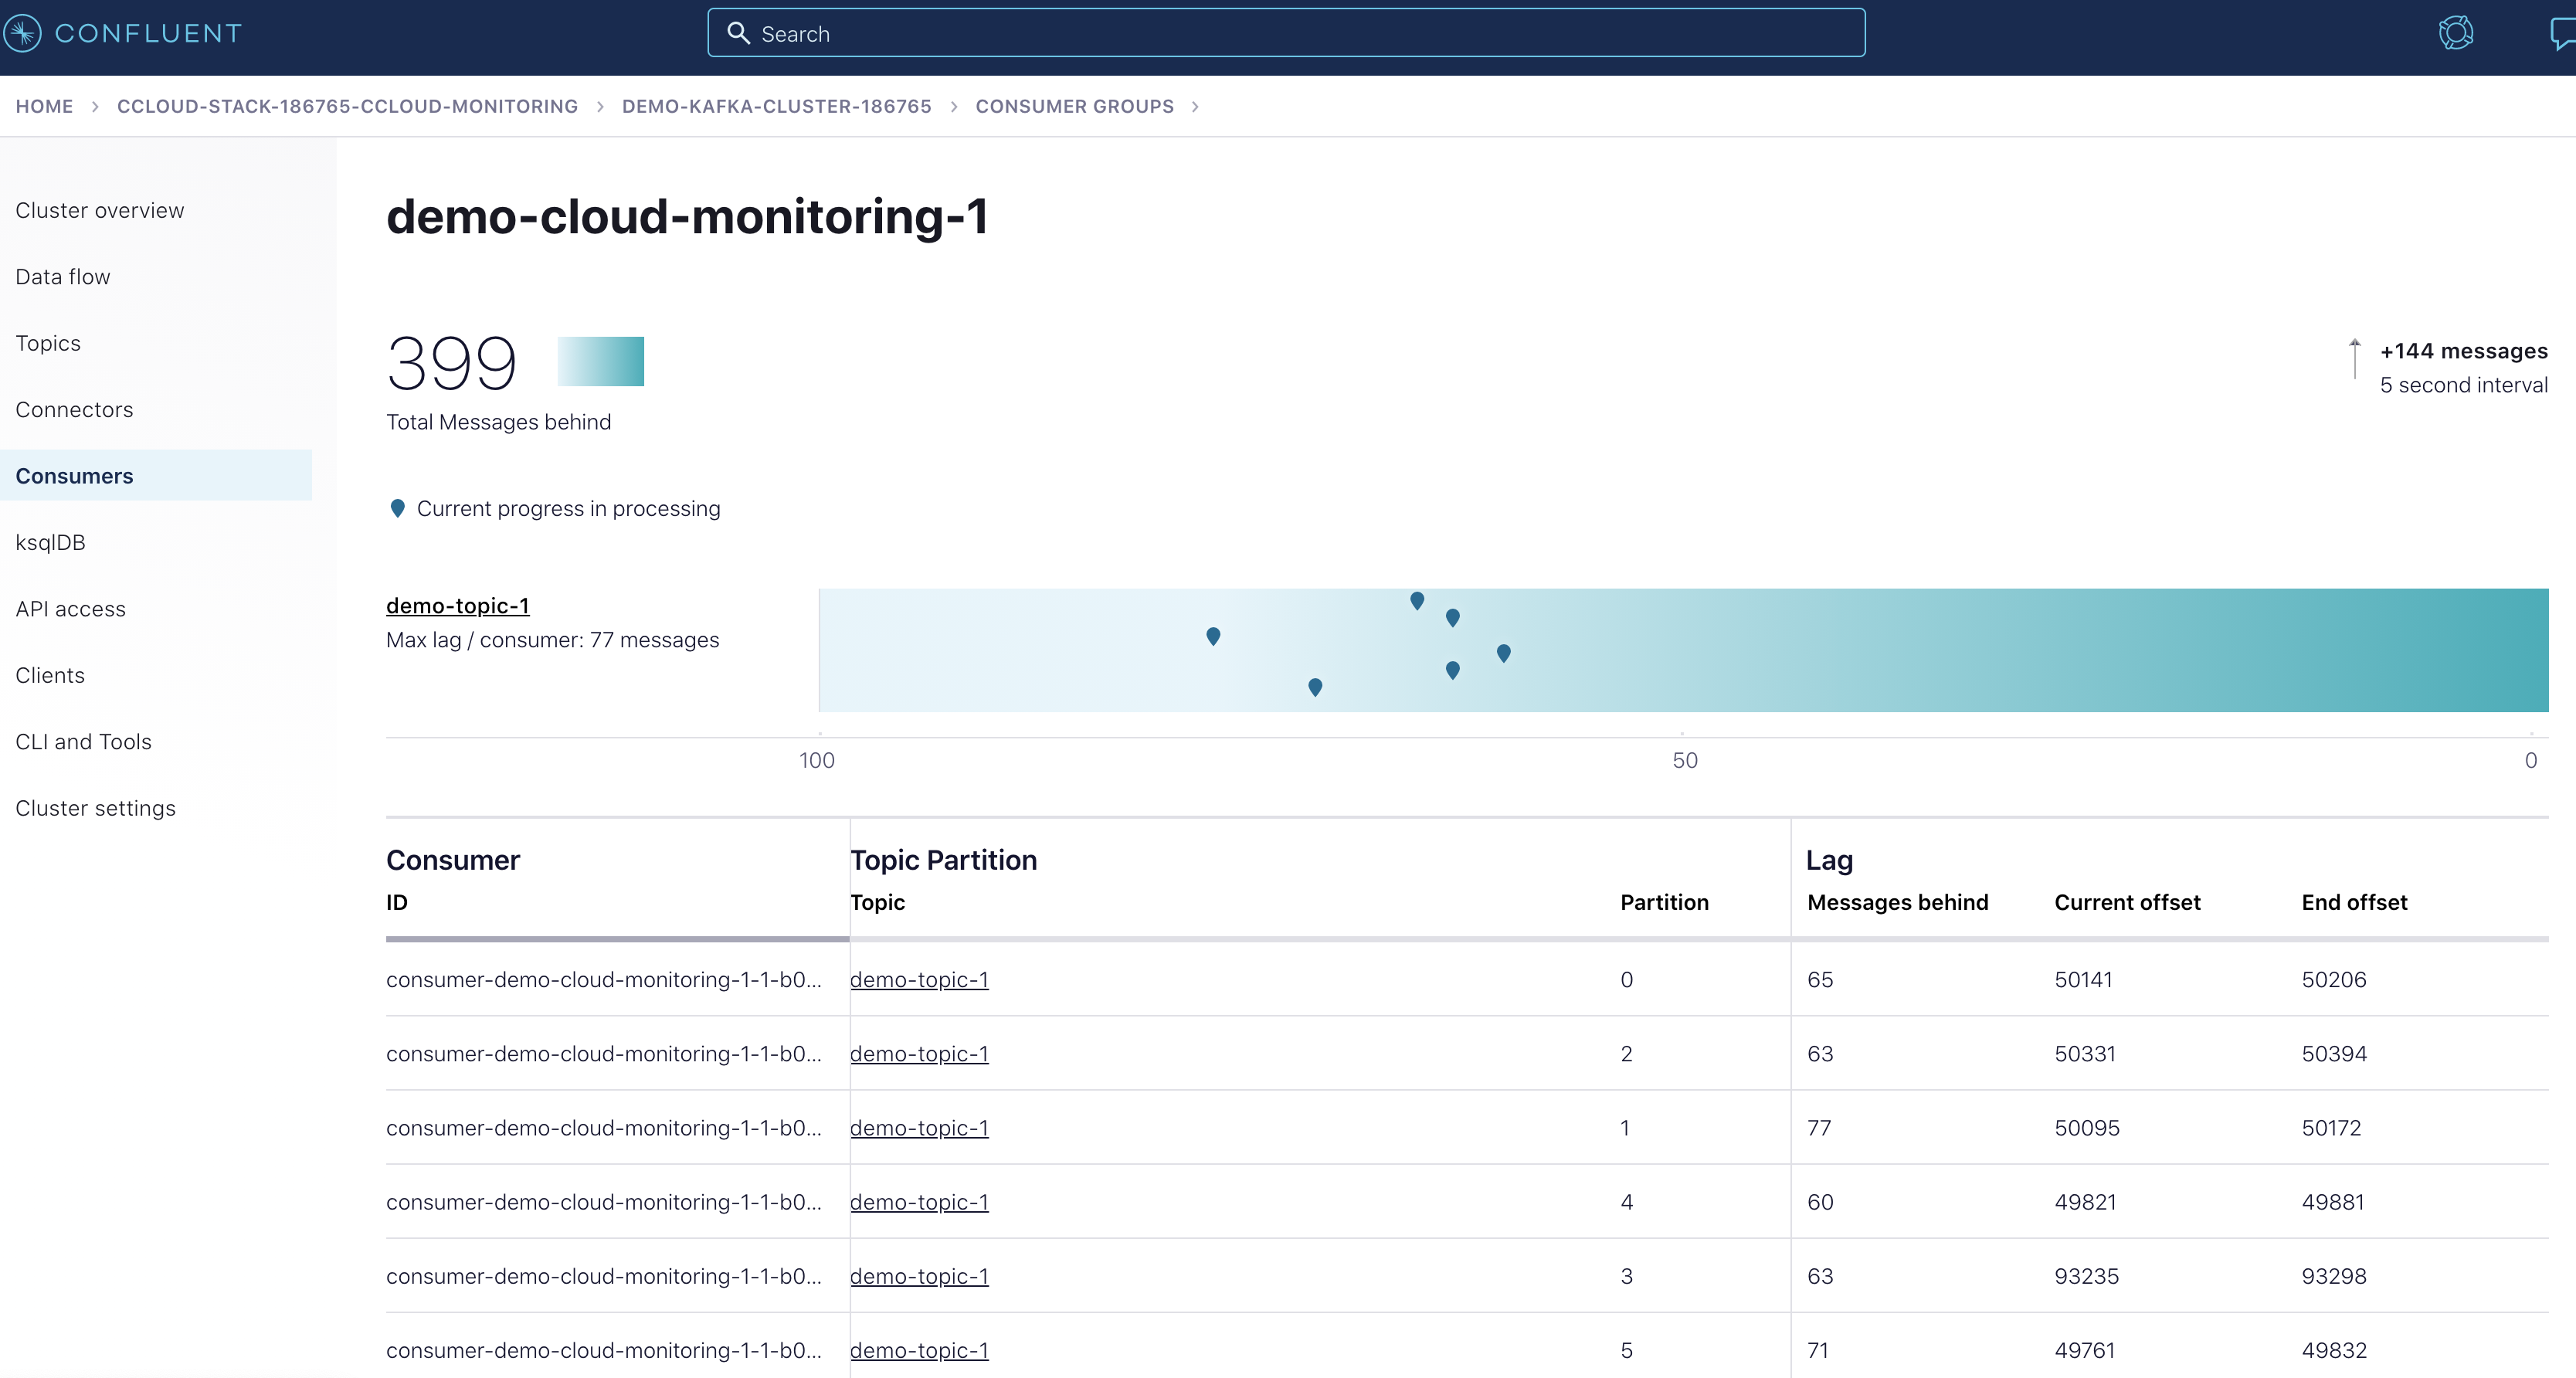 CONFLUENT
Search
HOME > CCLOUD-STACK-186765-CCLOUD-MONITORING > DEMO-KAFKA-CLUSTER-186765 > CONSUMER GROUPS >
Cluster overview
Data flow
Topics
Connectors
Consumers
ksqlDB
API access
Clients
CLI and Tools
Cluster settings
demo-cloud-monitoring-1
399
Total Messages behind
+144 messages
5 second interval
Current progress in processing
demo-topic-1
Max lag / consumer: 77 messages
100 50 0
Consumer Topic Partition Lag
ID Topic Partition Messages behind Current offset End offset
consumer-demo-cloud-monitoring-1-1-b0... demo-topic-1 0 65 50141 50206
consumer-demo-cloud-monitoring-1-1-b0... demo-topic-1 2 63 50331 50394
consumer-demo-cloud-monitoring-1-1-b0... demo-topic-1 1 77 50095 50172
consumer-demo-cloud-monitoring-1-1-b0... demo-topic-1 4 60 49821 49881
consumer-demo-cloud-monitoring-1-1-b0... demo-topic-1 3 63 93235 93298
consumer-demo-cloud-monitoring-1-1-b0... demo-topic-1 5 71 49761 49832